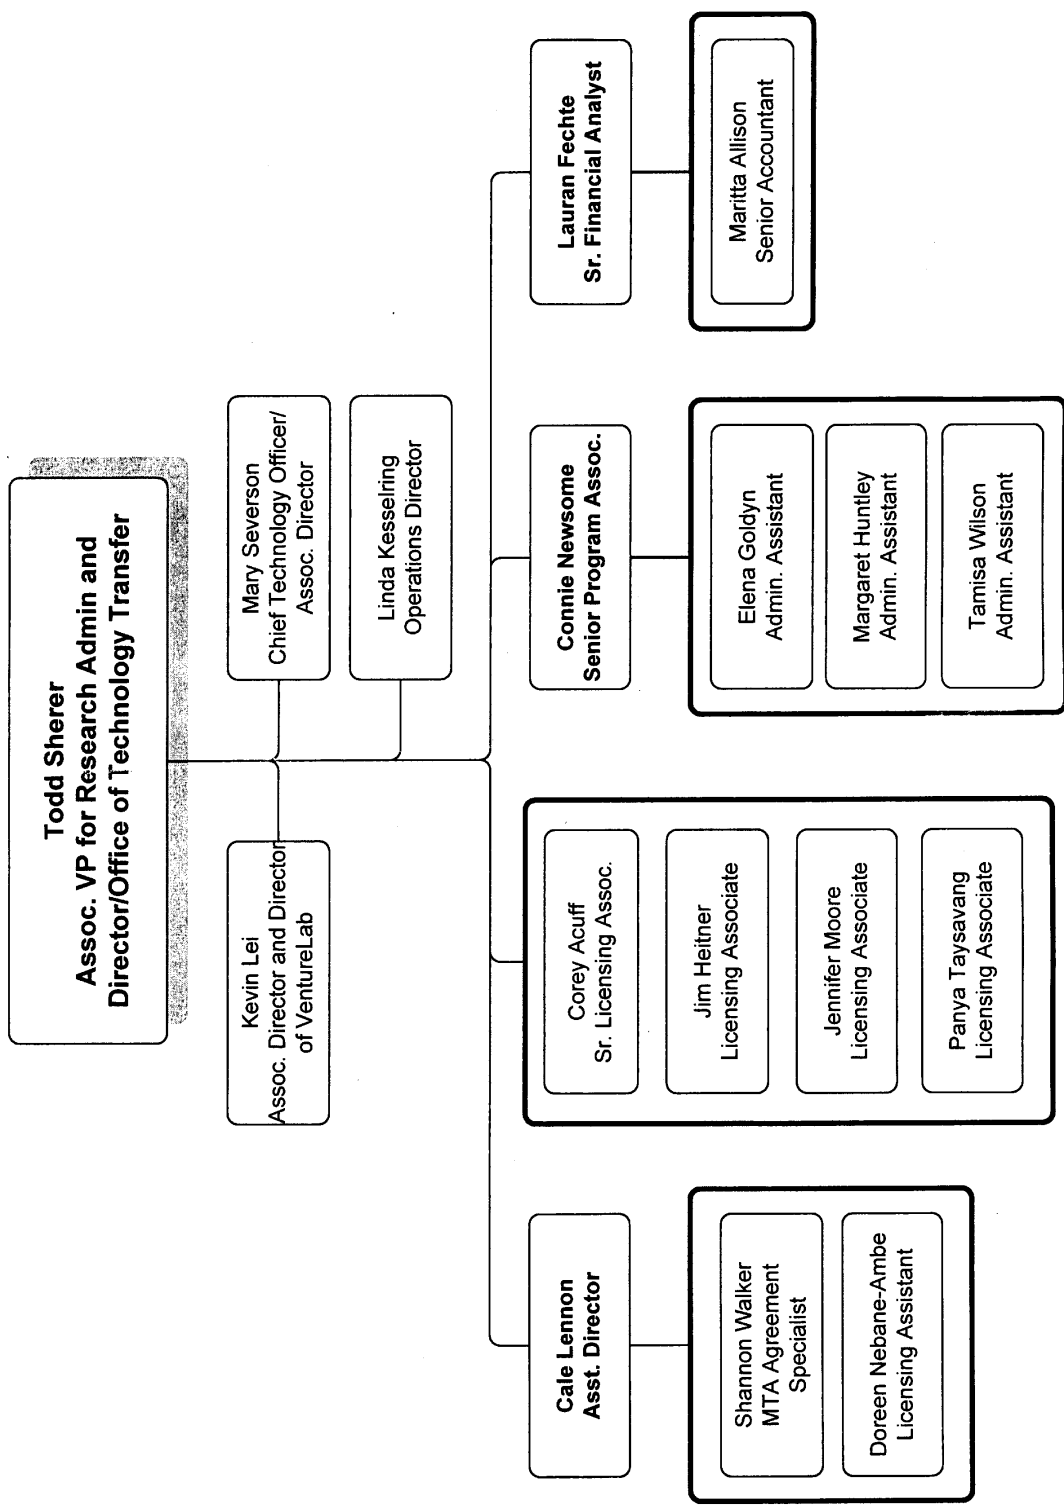 Todd Sherer
Assoc. VP for Research Admin and
Director/Office of Technology Transfer
Kevin Lei
Assoc. Director and Director
of VentureLab
Mary Severson
Chief Technology Officer/
Assoc. Director
Linda Kesselring
Operations Director
Cale Lennon
Asst. Director
Shannon Walker
MTA Agreement
Specialist
Doreen Nebane-Ambe
Licensing Assistant
Corey Acuff
Sr. Licensing Assoc.
Jim Heitner
Licensing Associate
Jennifer Moore
Licensing Associate
Panya Taysavang
Licensing Associate
Connie Newsome
Senior Program Assoc.
Elena Goldyn
Admin. Assistant
Margaret Huntley
Admin. Assistant
Tamisa Wilson
Admin. Assistant
Lauran Fechte
Sr. Financial Analyst
Maritta Allison
Senior Accountant